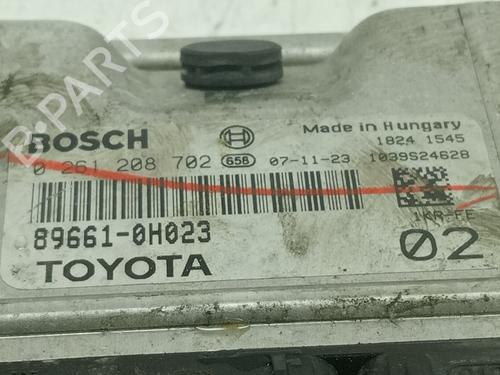 B-PARTS
BOSCH
Made in Hungary
1824 1545
0 261 208 702 658 07-11-23 1039S24628
89661-0H023
1KR-FE
TOYOTA
02